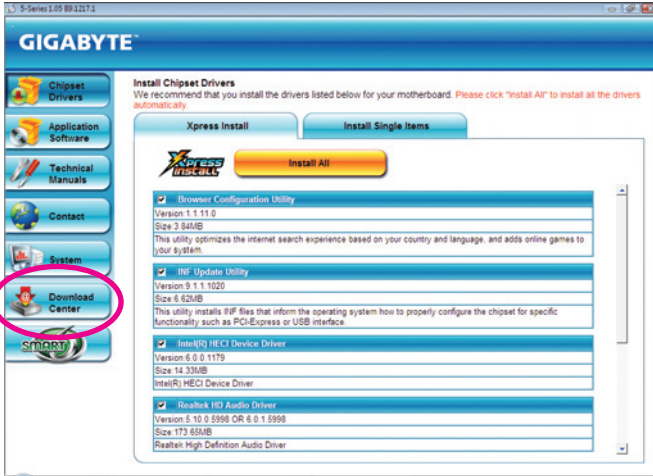 5-Series 1.05 B9.1217.1
GIGABYTE™
Chipset
Drivers
Application
Software
Technical
Manuals
Contact
System
Download
Center
SMART
Install Chipset Drivers
We recommend that you install the drivers listed below for your motherboard. Please click "Install All" to install all the drivers
automatically.
Xpress Install
Install Single Items
Xpress
INSTALL
Install All
Browser Configuration Utility
Version:1.1.11.0
Size:3.84MB
This utility optimizes the internet search experience based on your country and language, and adds online games to
your system.
INF Update Utility
Version:9.1.1.1020
Size:6.62MB
This utility installs INF files that inform the operating system how to properly configure the chipset for specific
functionality such as PCI-Express or USB interface.
Intel(R) HECI Device Driver
Version:6.0.0.1179
Size:14.33MB
Intel(R) HECI Device Driver
Realtek HD Audio Driver
Version:5.10.0.5998 OR 6.0.1.5998
Size:173.65MB
Realtek High Definition Audio Driver